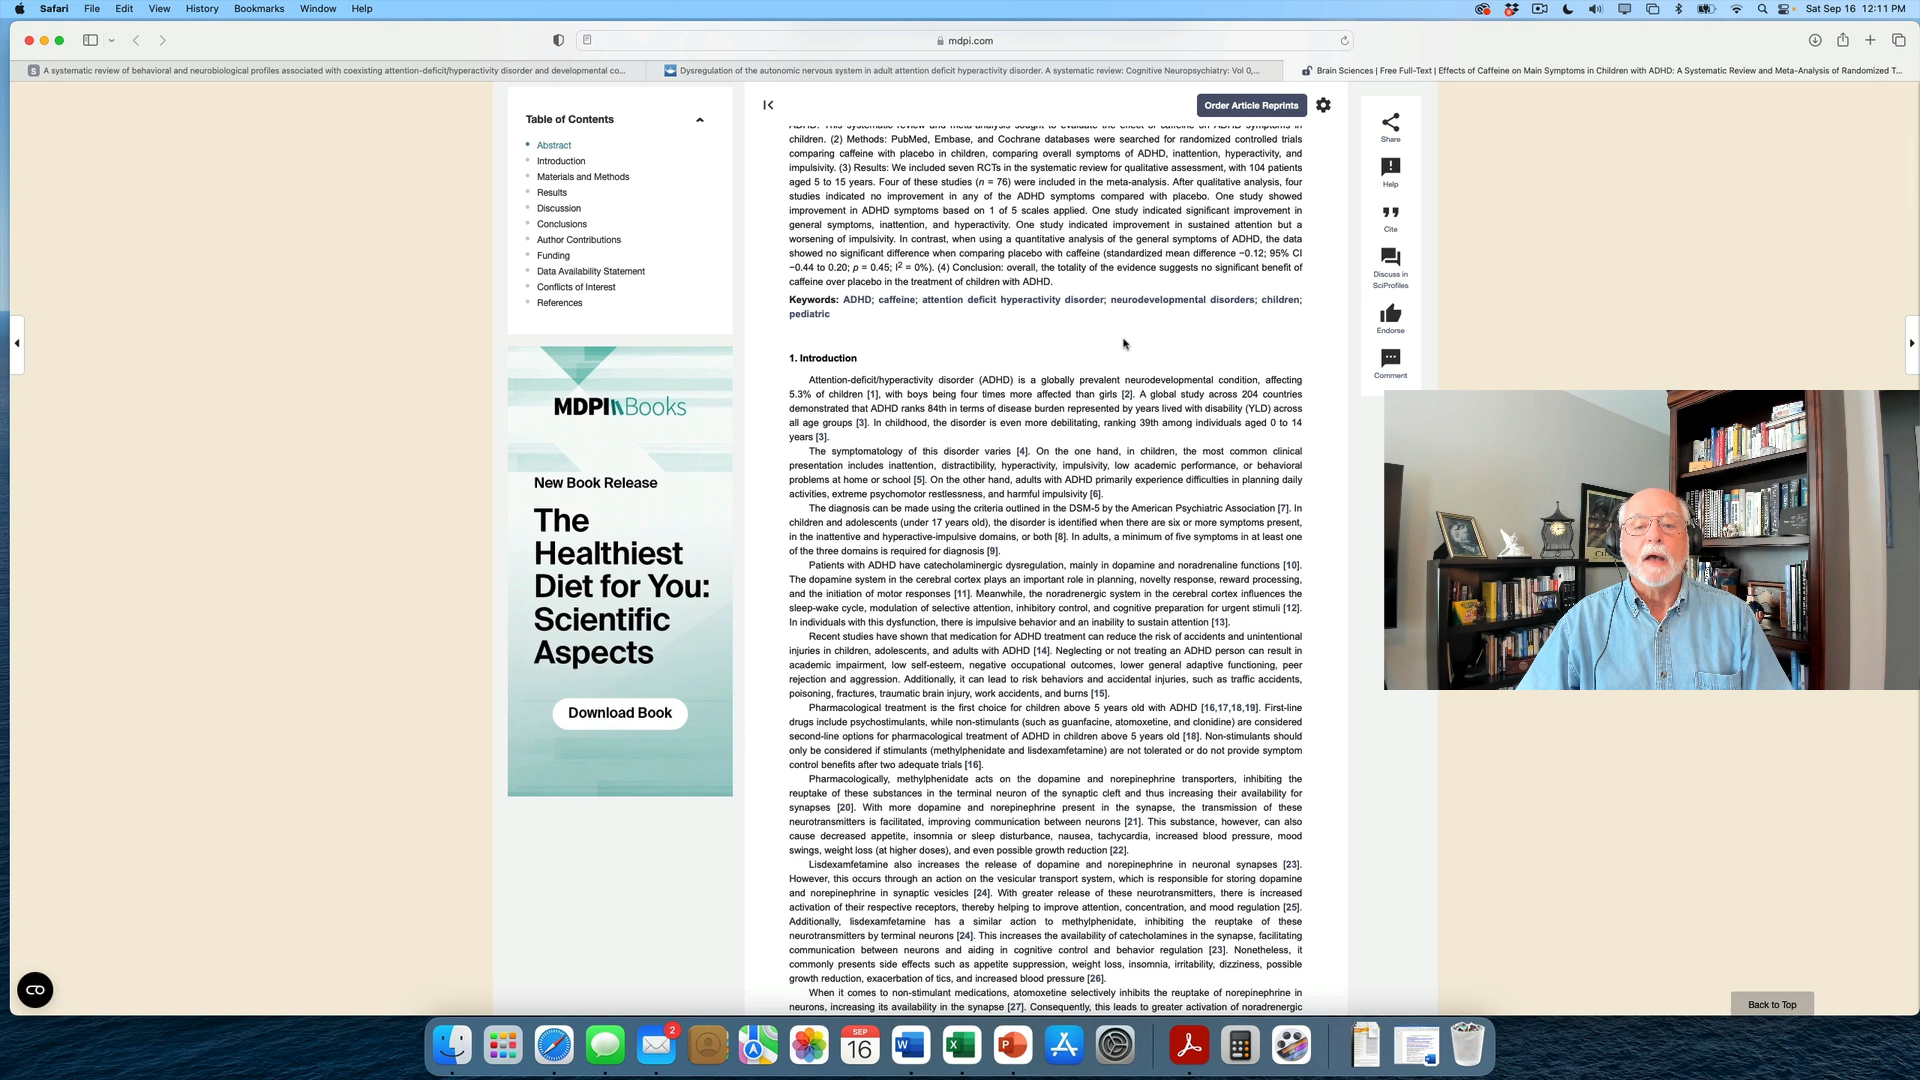 Safari File Edit View History Bookmarks Window Help
Sat Sep 16 12:11 PM
mdpi.com
A systematic review of behavioral and neurobiological profiles associated with coexisting attention-deficit/hyperactivity disorder and developmental co...
Dysregulation of the autonomic nervous system in adult attention deficit hyperactivity disorder. A systematic review: Cognitive Neuropsychiatry: Vol 0,...
Brain Sciences | Free Full-Text | Effects of Caffeine on Main Symptoms in Children with ADHD: A Systematic Review and Meta-Analysis of Randomized T...
Table of Contents
Abstract
Introduction
Materials and Methods
Results
Discussion
Conclusions
Author Contributions
Funding
Data Availability Statement
Conflicts of Interest
References
MDPI Books
New Book Release
The
Healthiest
Diet for You:
Scientific
Aspects
Download Book
Order Article Reprints
ADHD. This systematic review and meta-analysis sought to evaluate the effect of caffeine on ADHD symptoms in
children. (2) Methods: PubMed, Embase, and Cochrane databases were searched for randomized controlled trials
comparing caffeine with placebo in children, comparing overall symptoms of ADHD, inattention, hyperactivity, and
impulsivity. (3) Results: We included seven RCTs in the systematic review for qualitative assessment, with 104 patients
aged 5 to 15 years. Four of these studies (n = 76) were included in the meta-analysis. After qualitative analysis, four
studies indicated no improvement in any of the ADHD symptoms compared with placebo. One study showed
improvement in ADHD symptoms based on 1 of 5 scales applied. One study indicated significant improvement in
general symptoms, inattention, and hyperactivity. One study indicated improvement in sustained attention but a
worsening of impulsivity. In contrast, when using a quantitative analysis of the general symptoms of ADHD, the data
showed no significant difference when comparing placebo with caffeine (standardized mean difference −0.12; 95% CI
−0.44 to 0.20; p = 0.45; I2 = 0%). (4) Conclusion: overall, the totality of the evidence suggests no significant benefit of
caffeine over placebo in the treatment of children with ADHD.
Keywords: ADHD; caffeine; attention deficit hyperactivity disorder; neurodevelopmental disorders; children;
pediatric
1. Introduction
Attention-deficit/hyperactivity disorder (ADHD) is a globally prevalent neurodevelopmental condition, affecting
5.3% of children [1], with boys being four times more affected than girls [2]. A global study across 204 countries
demonstrated that ADHD ranks 84th in terms of disease burden represented by years lived with disability (YLD) across
all age groups [3]. In childhood, the disorder is even more debilitating, ranking 39th among individuals aged 0 to 14
years [3].
The symptomatology of this disorder varies [4]. On the one hand, in children, the most common clinical
presentation includes inattention, distractibility, hyperactivity, impulsivity, low academic performance, or behavioral
problems at home or school [5]. On the other hand, adults with ADHD primarily experience difficulties in planning daily
activities, extreme psychomotor restlessness, and harmful impulsivity [6].
The diagnosis can be made using the criteria outlined in the DSM-5 by the American Psychiatric Association [7]. In
children and adolescents (under 17 years old), the disorder is identified when there are six or more symptoms present,
in the inattentive and hyperactive-impulsive domains, or both [8]. In adults, a minimum of five symptoms in at least one
of the three domains is required for diagnosis [9].
Patients with ADHD have catecholaminergic dysregulation, mainly in dopamine and noradrenaline functions [10].
The dopamine system in the cerebral cortex plays an important role in planning, novelty response, reward processing,
and the initiation of motor responses [11]. Meanwhile, the noradrenergic system in the cerebral cortex influences the
sleep-wake cycle, modulation of selective attention, inhibitory control, and cognitive preparation for urgent stimuli [12].
In individuals with this dysfunction, there is impulsive behavior and an inability to sustain attention [13].
Recent studies have shown that medication for ADHD treatment can reduce the risk of accidents and unintentional
injuries in children, adolescents, and adults with ADHD [14]. Neglecting or not treating an ADHD person can result in
academic impairment, low self-esteem, negative occupational outcomes, lower general adaptive functioning, peer
rejection and aggression. Additionally, it can lead to risk behaviors and accidental injuries, such as traffic accidents,
poisoning, fractures, traumatic brain injury, work accidents, and burns [15].
Pharmacological treatment is the first choice for children above 5 years old with ADHD [16,17,18,19]. First-line
drugs include psychostimulants, while non-stimulants (such as guanfacine, atomoxetine, and clonidine) are considered
second-line options for pharmacological treatment of ADHD in children above 5 years old [18]. Non-stimulants should
only be considered if stimulants (methylphenidate and lisdexamfetamine) are not tolerated or do not provide symptom
control benefits after two adequate trials [16].
Pharmacologically, methylphenidate acts on the dopamine and norepinephrine transporters, inhibiting the
reuptake of these substances in the terminal neuron of the synaptic cleft and thus increasing their availability for
synapses [20]. With more dopamine and norepinephrine present in the synapse, the transmission of these
neurotransmitters is facilitated, improving communication between neurons [21]. This substance, however, can also
cause decreased appetite, insomnia or sleep disturbance, nausea, tachycardia, increased blood pressure, mood
swings, weight loss (at higher doses), and even possible growth reduction [22].
Lisdexamfetamine also increases the release of dopamine and norepinephrine in neuronal synapses [23].
However, this occurs through an action on the vesicular transport system, which is responsible for storing dopamine
and norepinephrine in synaptic vesicles [24]. With greater release of these neurotransmitters, there is increased
activation of their respective receptors, thereby helping to improve attention, concentration, and mood regulation [25].
Additionally, lisdexamfetamine has a similar action to methylphenidate, inhibiting the reuptake of these
neurotransmitters by terminal neurons [24]. This increases the availability of catecholamines in the synapse, facilitating
communication between neurons and aiding in cognitive control and behavior regulation [23]. Nonetheless, it
commonly presents side effects such as appetite suppression, weight loss, insomnia, irritability, dizziness, possible
growth reduction, exacerbation of tics, and increased blood pressure [26].
When it comes to non-stimulant medications, atomoxetine selectively inhibits the reuptake of norepinephrine in
neurons, increasing its availability in the synapse [27]. Consequently, this leads to greater activation of noradrenergic
Share
Help
Cite
Discuss in
SciProfiles
Endorse
Comment
Back to Top
2
SEP
16